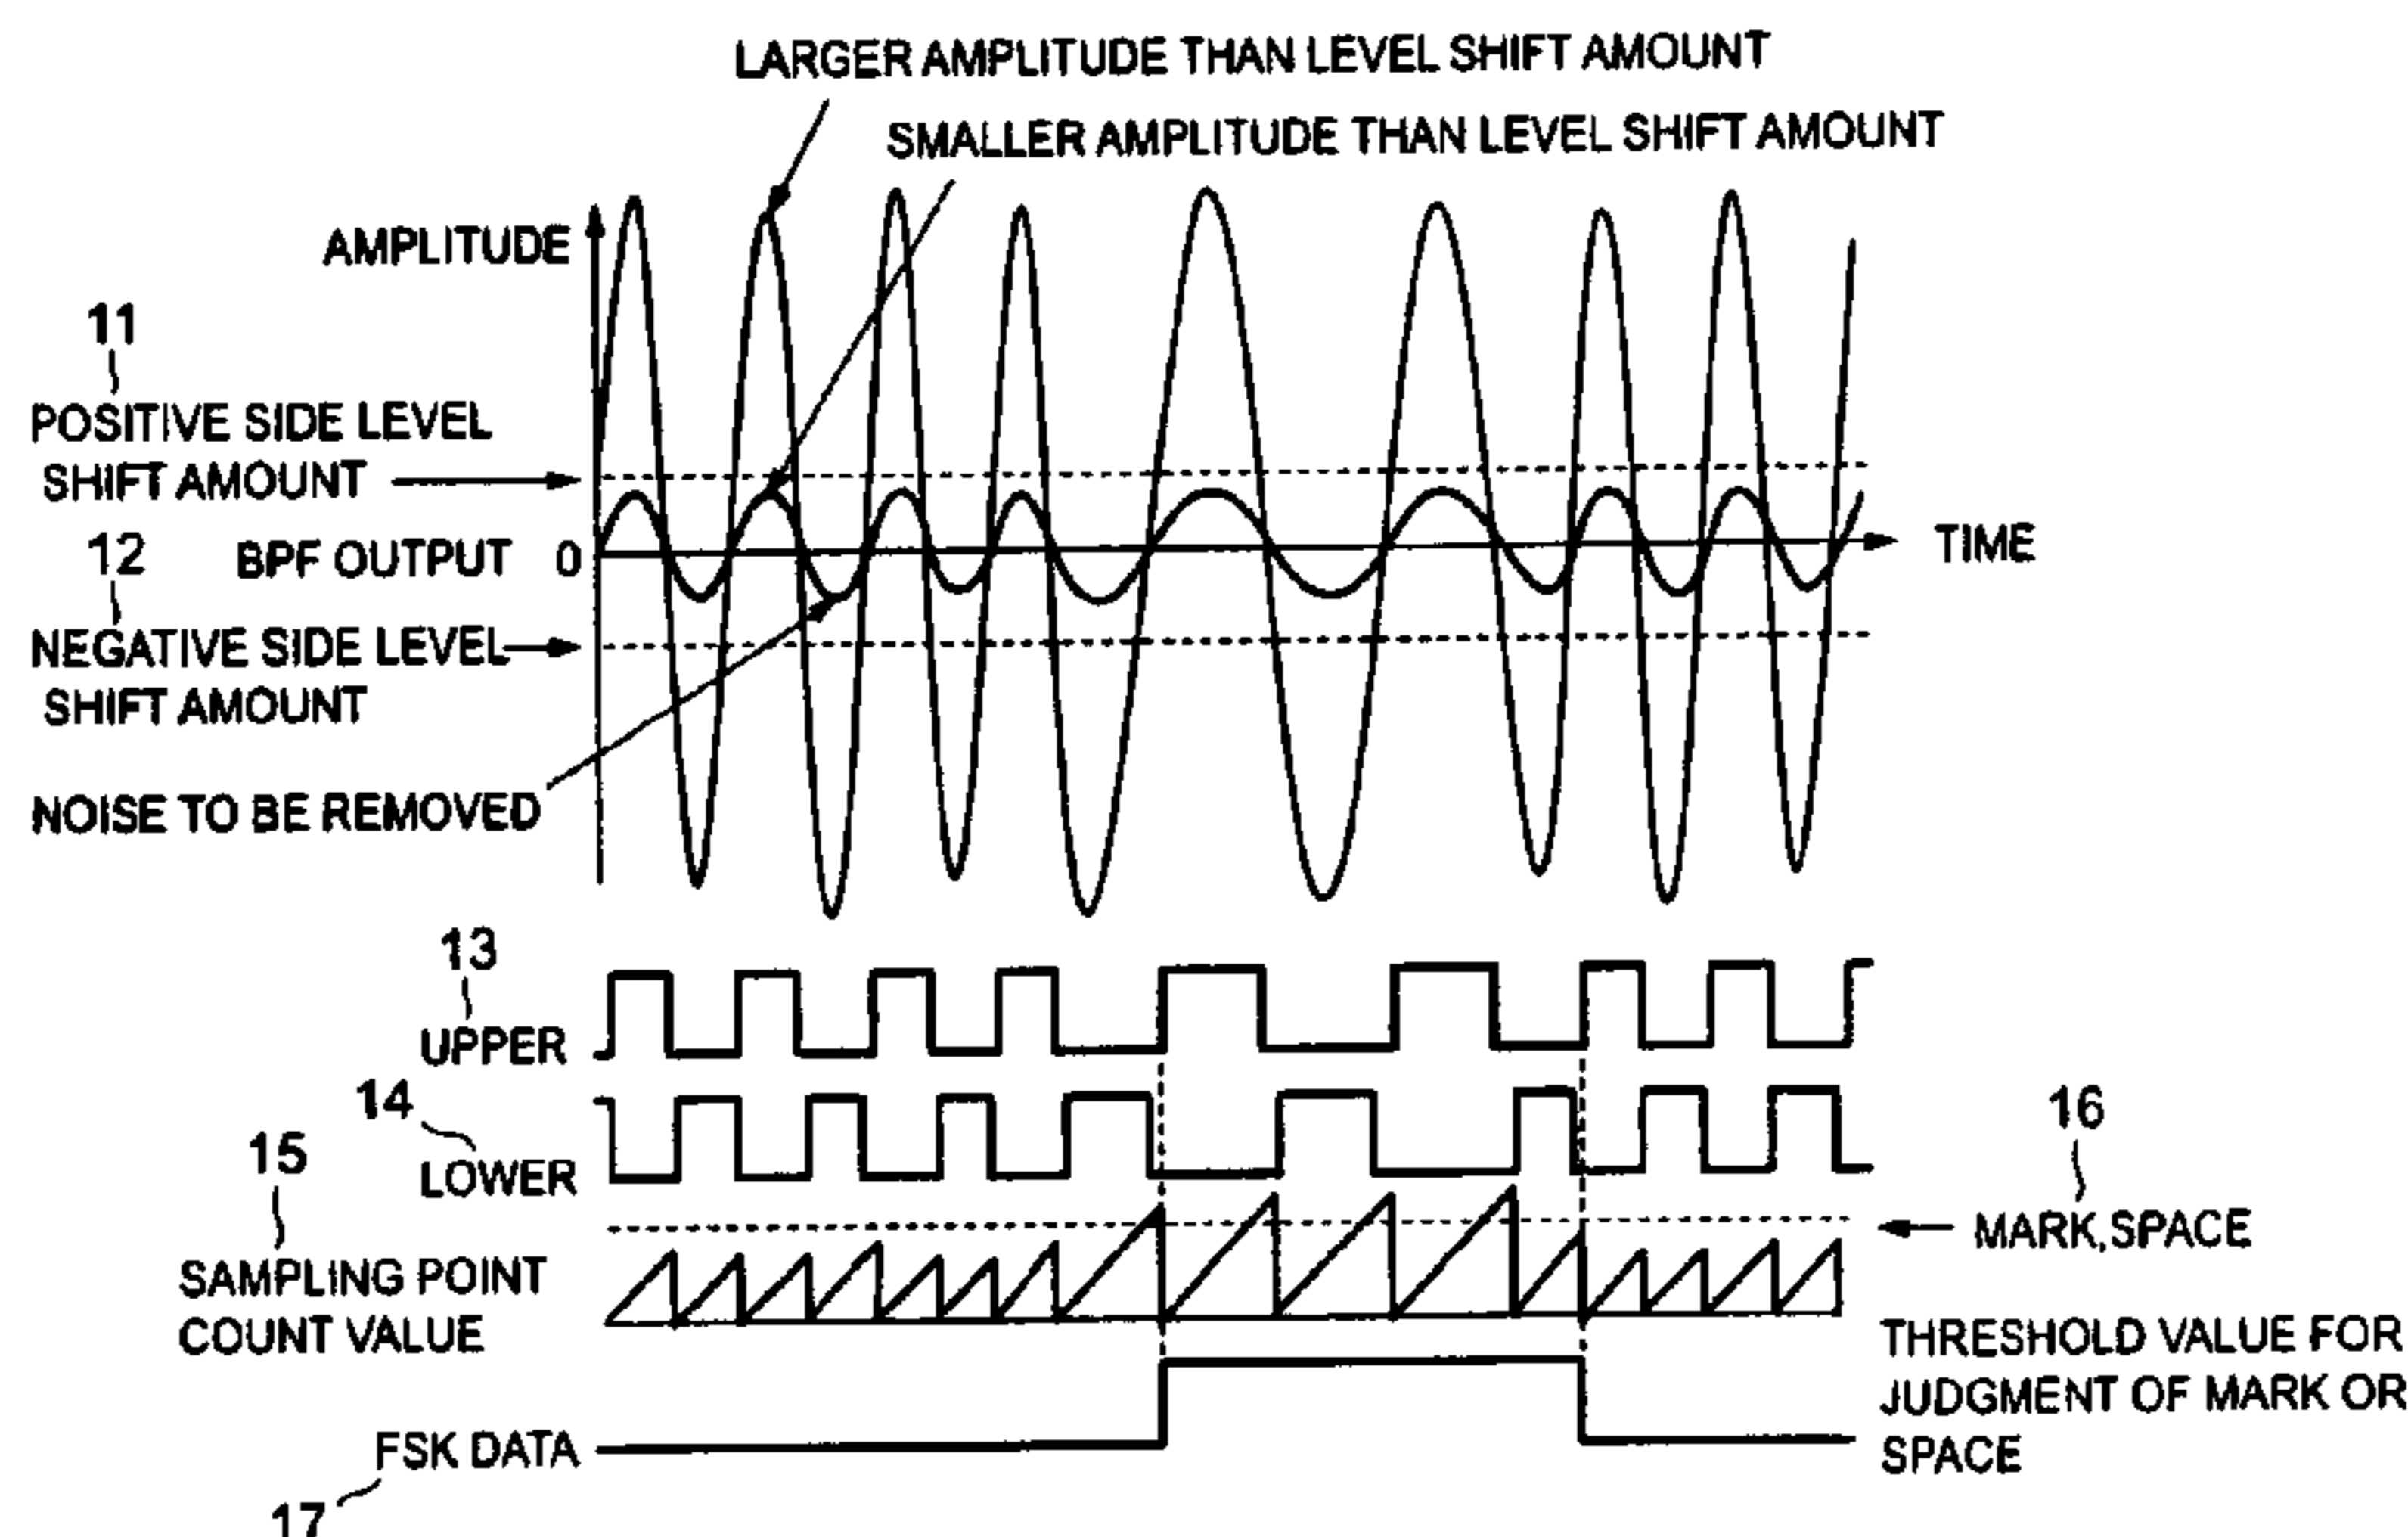 LARGER AMPLITUDE THAN LEVEL SHIFT AMOUNT
SMALLER AMPLITUDE THAN LEVEL SHIFT AMOUNT
AMPLITUDE
11
POSITIVE SIDE LEVEL
SHIFT AMOUNT
12
BPF OUTPUT 0
TIME
NEGATIVE SIDE LEVEL
SHIFT AMOUNT
NOISE TO BE REMOVED
13
UPPER
14
LOWER
15
SAMPLING POINT
COUNT VALUE
16
MARK,SPACE
THRESHOLD VALUE FOR
JUDGMENT OF MARK OR
SPACE
FSK DATA
17